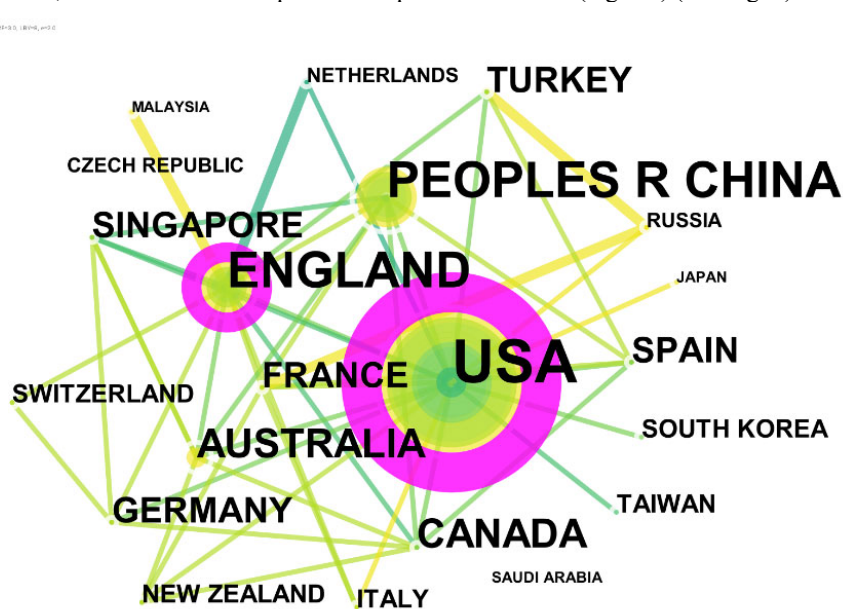 NETHERLANDS
TURKEY
MALAYSIA
CZECH REPUBLIC
PEOPLES R CHINA
SINGAPORE
RUSSIA
ENGLAND
JAPAN
USA
SPAIN
FRANCE
SWITZERLAND
SOUTH KOREA
AUSTRALIA
GERMANY
TAIWAN
CANADA
SAUDI ARABIA
NEW ZEALAND
ITALY